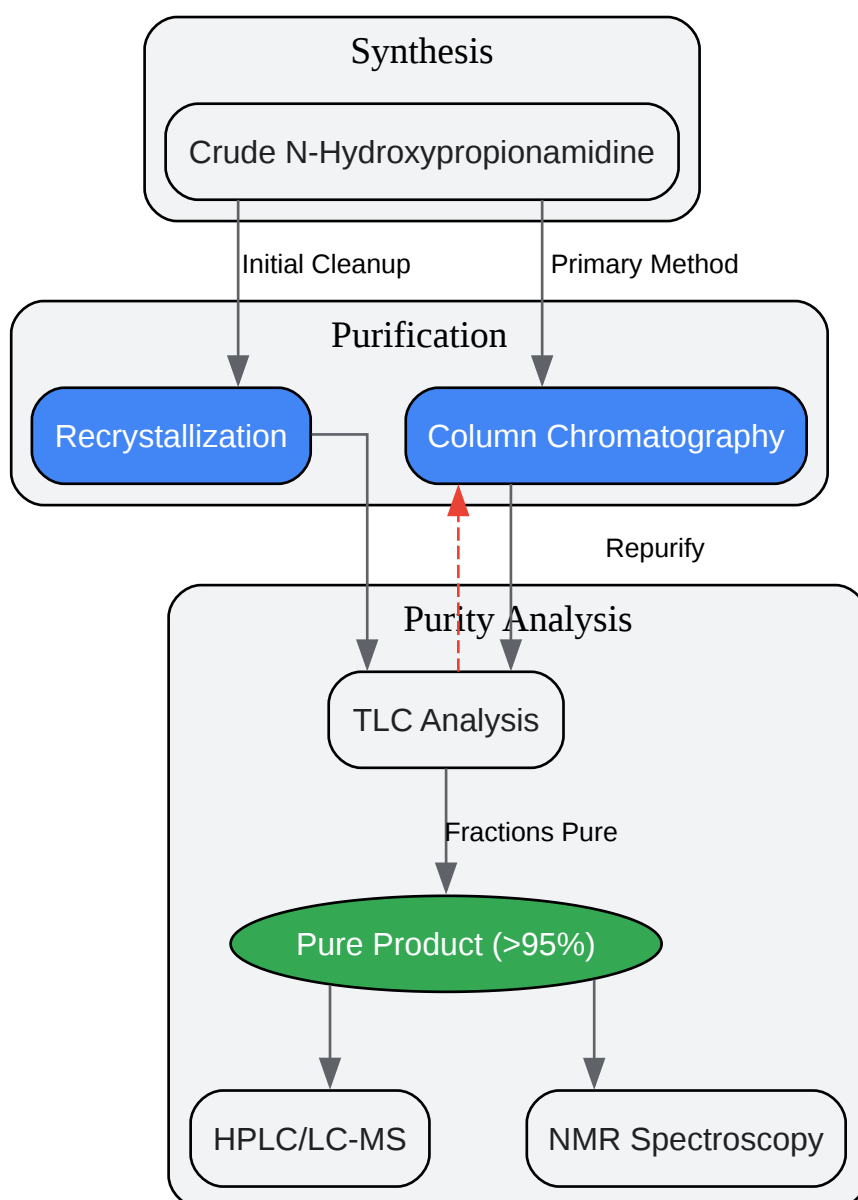 Synthesis
Crude N-Hydroxypropionamidine
Initial Cleanup
Primary Method
Purification
Recrystallization
Column Chromatography
Repurify
Purity Analysis
TLC Analysis
Fractions Pure
Pure Product (>95%)
HPLC/LC-MS
NMR Spectroscopy